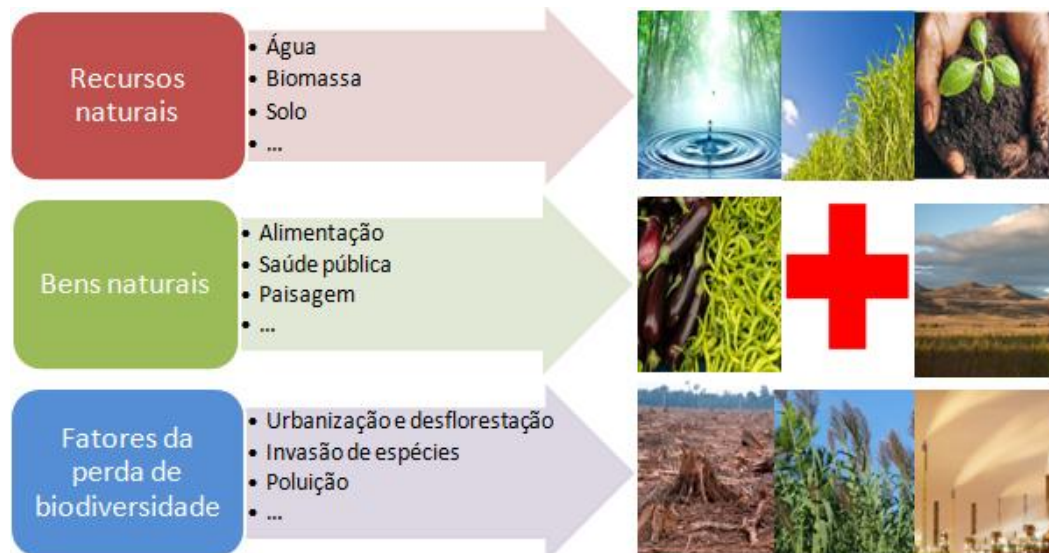 Recursos
naturais
• Água
• Biomassa
• Solo
• ...
Bens naturais
• Alimentação
• Saúde pública
• Paisagem
• ...
Fatores da
perda de
biodiversidade
• Urbanização e desflorestação
• Invasão de espécies
• Poluição
• ...